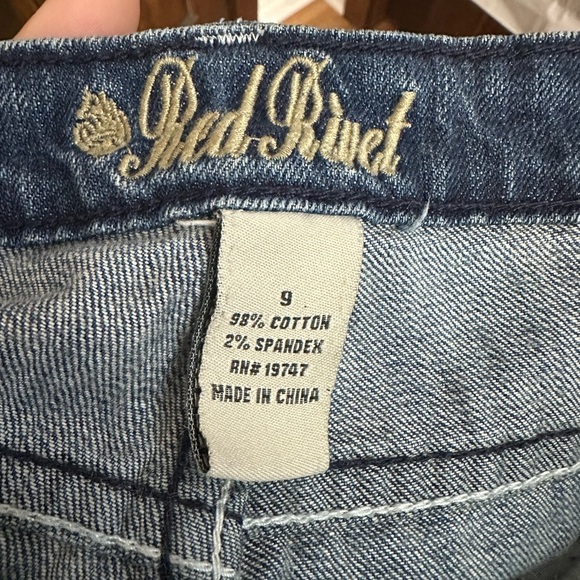 Red Rivet
9
98% COTTON
2% SPANDEX
RN# 19747
MADE IN CHINA